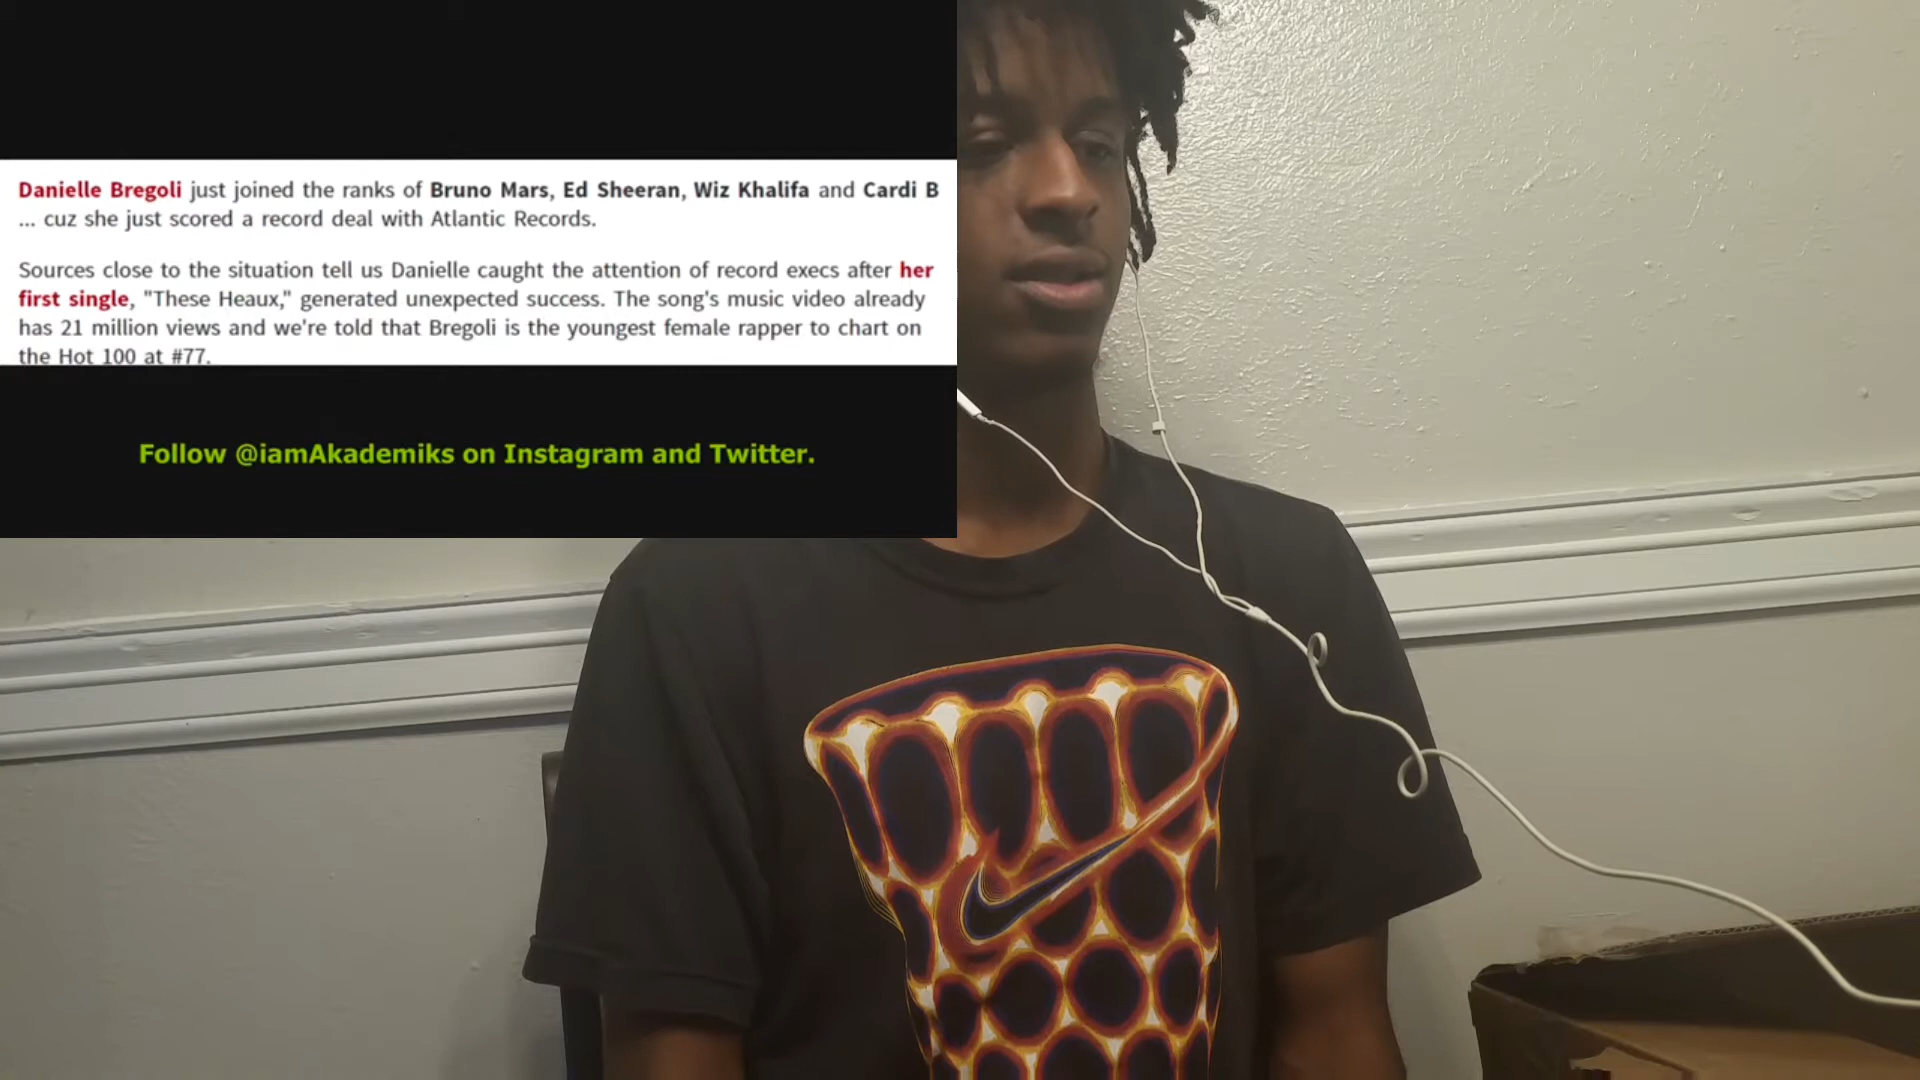 Danielle Bregoli just joined the ranks of Bruno Mars, Ed Sheeran, Wiz Khalifa and Cardi B
... cuz she just scored a record deal with Atlantic Records.
Sources close to the situation tell us Danielle caught the attention of record execs after her
first single, "These Heaux," generated unexpected success. The song's music video already
has 21 million views and we're told that Bregoli is the youngest female rapper to chart on
the Hot 100 at #77.
Follow @iamAkademiks on Instagram and Twitter.